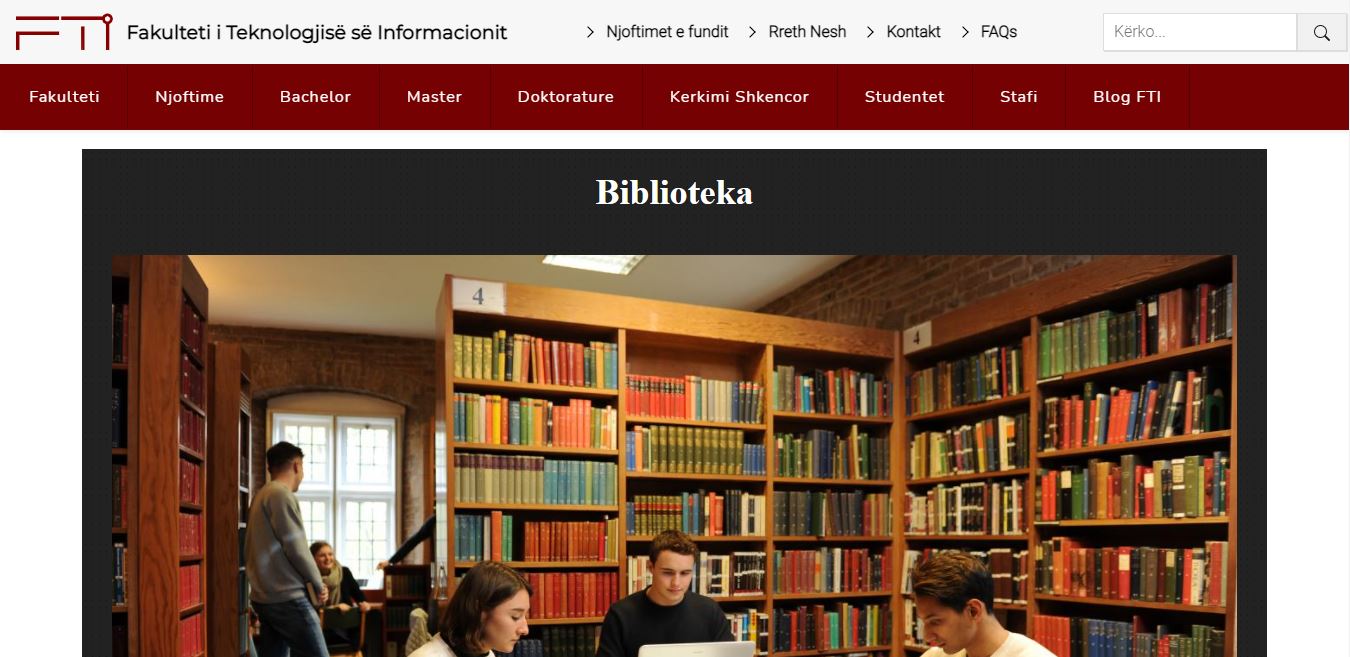 FTI Fakulteti i Teknologjisë së Informacionit
Njoftimet e fundit Rreth Nesh Kontakt FAQs
Kërko...
Fakulteti Njoftime Bachelor Master Doktorature Kerkimi Shkencor Studentet Stafi Blog FTI
Biblioteka
4
4